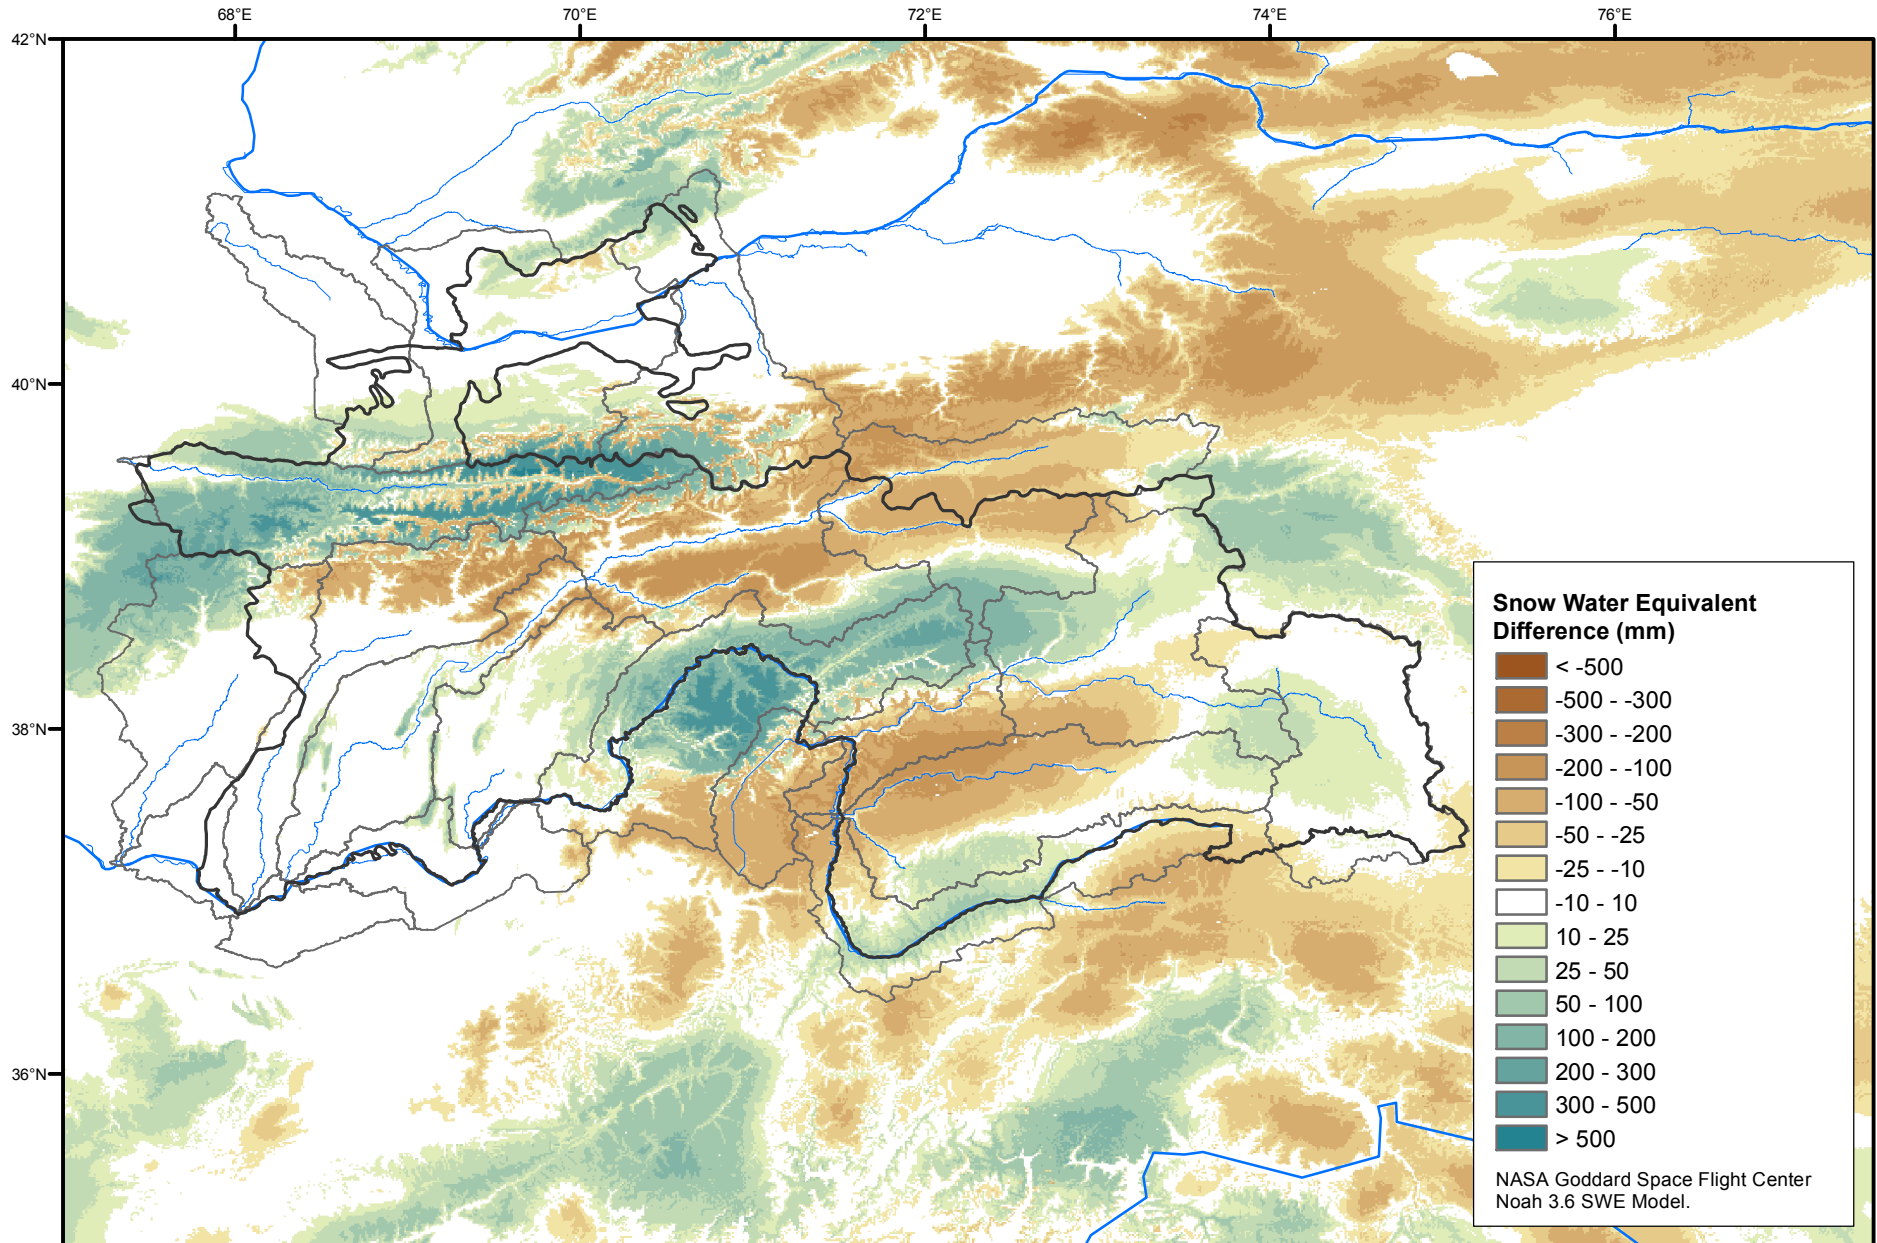 68°E 70°E 72°E 74°E 76°E
42°N
40°N
38°N
36°N
Snow Water Equivalent
Difference (mm)
< -500
-500 - -300
-300 - -200
-200 - -100
-100 - -50
-50 - -25
-25 - -10
-10 - 10
10 - 25
25 - 50
50 - 100
100 - 200
200 - 300
300 - 500
> 500
NASA Goddard Space Flight Center
Noah 3.6 SWE Model.